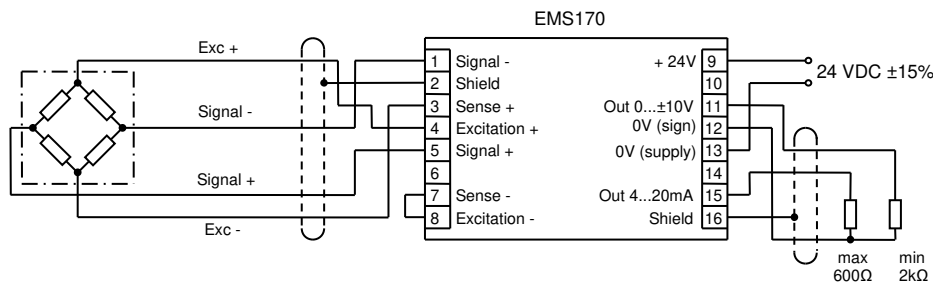 EMS170
Exc +
Signal -
Signal +
Exc -
1 Signal -
2 Shield
3 Sense +
4 Excitation +
5 Signal +
6
7 Sense -
8 Excitation -
+ 24V 9
10
Out 0...±10V 11
0V (sign) 12
0V (supply) 13
14
Out 4...20mA 15
Shield 16
24 VDC ±15%
max
600Ω
min
2kΩ